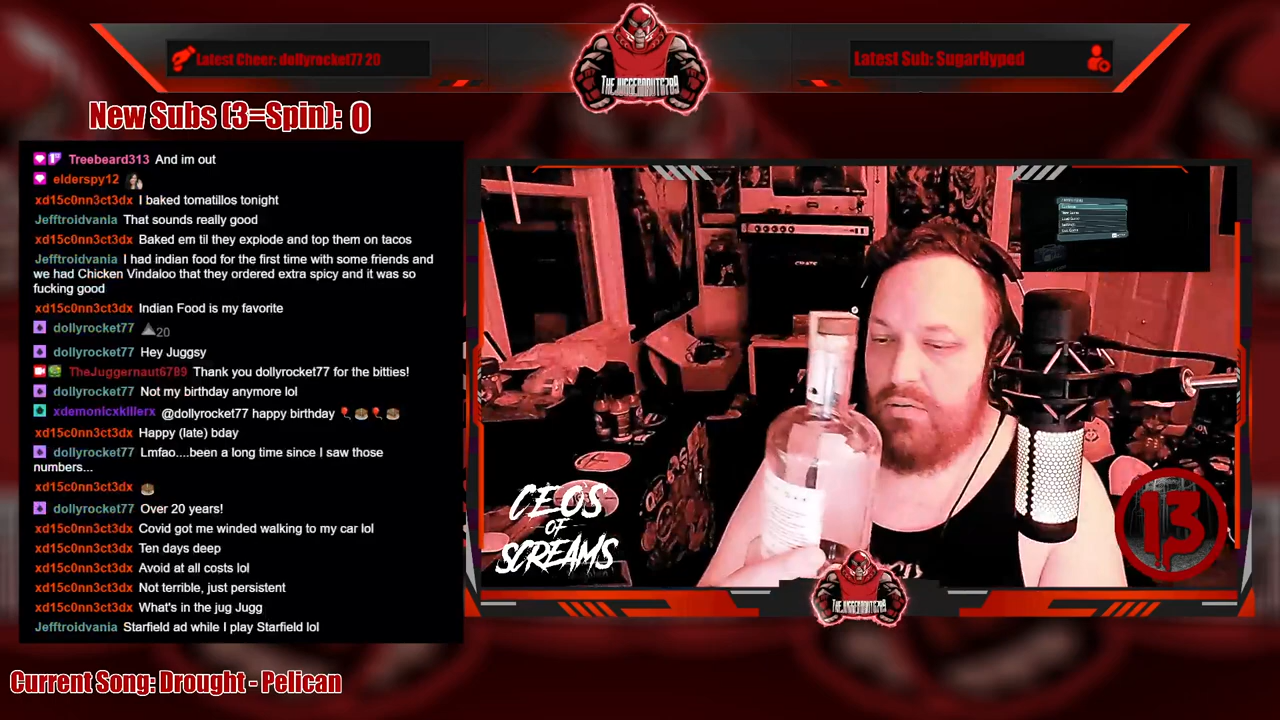 Latest Cheer: dollyrocket77 20
THEJUGGERNAUT6789
Latest Sub: SugarHyped
New Subs (3=Spin): 0
Treebeard313 And im out
elderspy12
xd15c0nn3ct3dx I baked tomatillos tonight
Jefftroidvania That sounds really good
xd15c0nn3ct3dx Baked em til they explode and top them on tacos
Jefftroidvania I had indian food for the first time with some friends and
we had Chicken Vindaloo that they ordered extra spicy and it was so
fucking good
xd15c0nn3ct3dx Indian Food is my favorite
dollyrocket77 20
dollyrocket77 Hey Juggsy
TheJuggernaut6789 Thank you dollyrocket77 for the bitties!
dollyrocket77 Not my birthday anymore lol
xdemonicxkillerx @dollyrocket77 happy birthday
xd15c0nn3ct3dx Happy (late) bday
dollyrocket77 Lmfao....been a long time since I saw those
numbers...
xd15c0nn3ct3dx
dollyrocket77 Over 20 years!
xd15c0nn3ct3dx Covid got me winded walking to my car lol
xd15c0nn3ct3dx Ten days deep
xd15c0nn3ct3dx Avoid at all costs lol
xd15c0nn3ct3dx Not terrible, just persistent
xd15c0nn3ct3dx What's in the jug Jugg
Jefftroidvania Starfield ad while I play Starfield lol
CEOS
OF
SCREAMS
13
THEJUGGERNAUT6789
Current Song: Drought - Pelican